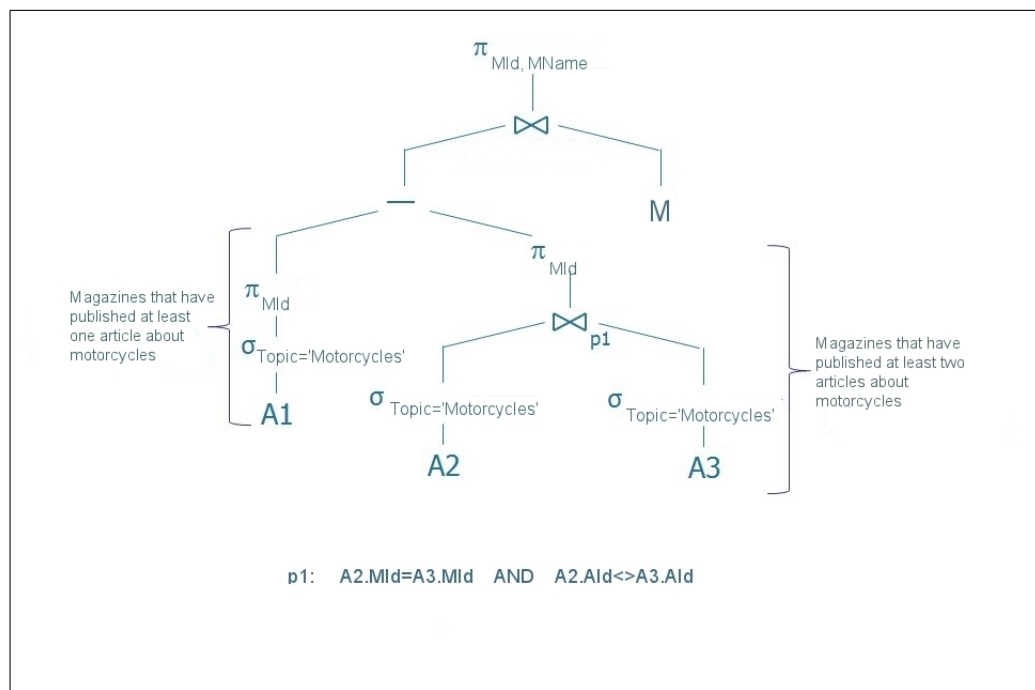 π MId, MName
⋈
—
M
π MId
π MId
Magazines that have
published at least
one article about
motorcycles
⋈ p1
σ Topic='Motorcycles'
Magazines that have
published at least two
articles about
motorcycles
σ Topic='Motorcycles'
σ Topic='Motorcycles'
A1
A2
A3
p1: A2.MId=A3.MId AND A2.AId<>A3.AId